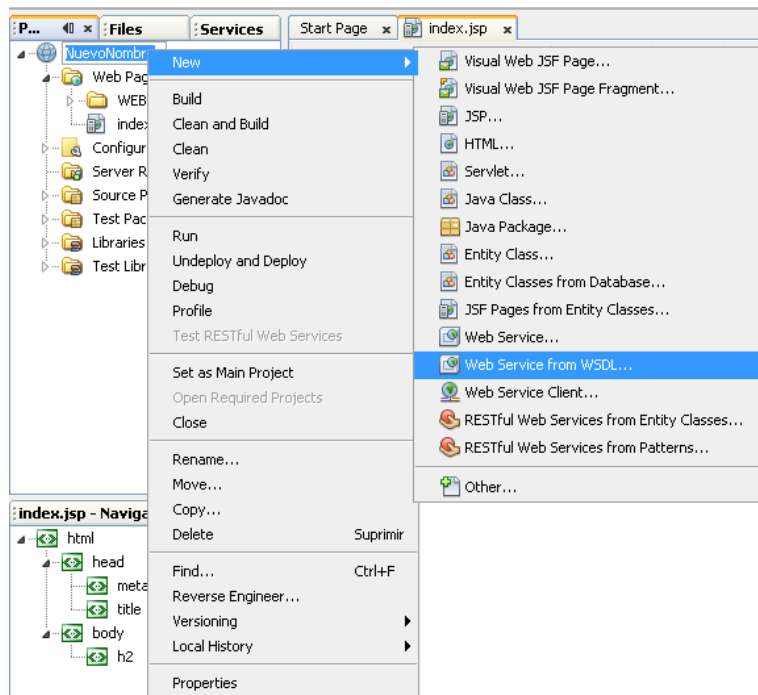 P...
Files
Services
Start Page
index.jsp
NuevoNombr
Web Pag
WEB
index
Configur
Server R
Source P
Test Pac
Libraries
Test Libr
New
Build
Clean and Build
Clean
Verify
Generate Javadoc
Run
Undeploy and Deploy
Debug
Profile
Test RESTful Web Services
Set as Main Project
Open Required Projects
Close
Rename...
Move...
Copy...
Delete Suprimir
Find... Ctrl+F
Reverse Engineer...
Versioning
Local History
Properties
Visual Web JSF Page...
Visual Web JSF Page Fragment...
JSP...
HTML...
Servlet...
Java Class...
Java Package...
Entity Class...
Entity Classes from Database...
JSF Pages from Entity Classes...
Web Service...
Web Service from WSDL...
Web Service Client...
RESTful Web Services from Entity Classes...
RESTful Web Services from Patterns...
Other...
index.jsp - Naviga
html
head
meta
title
body
h2